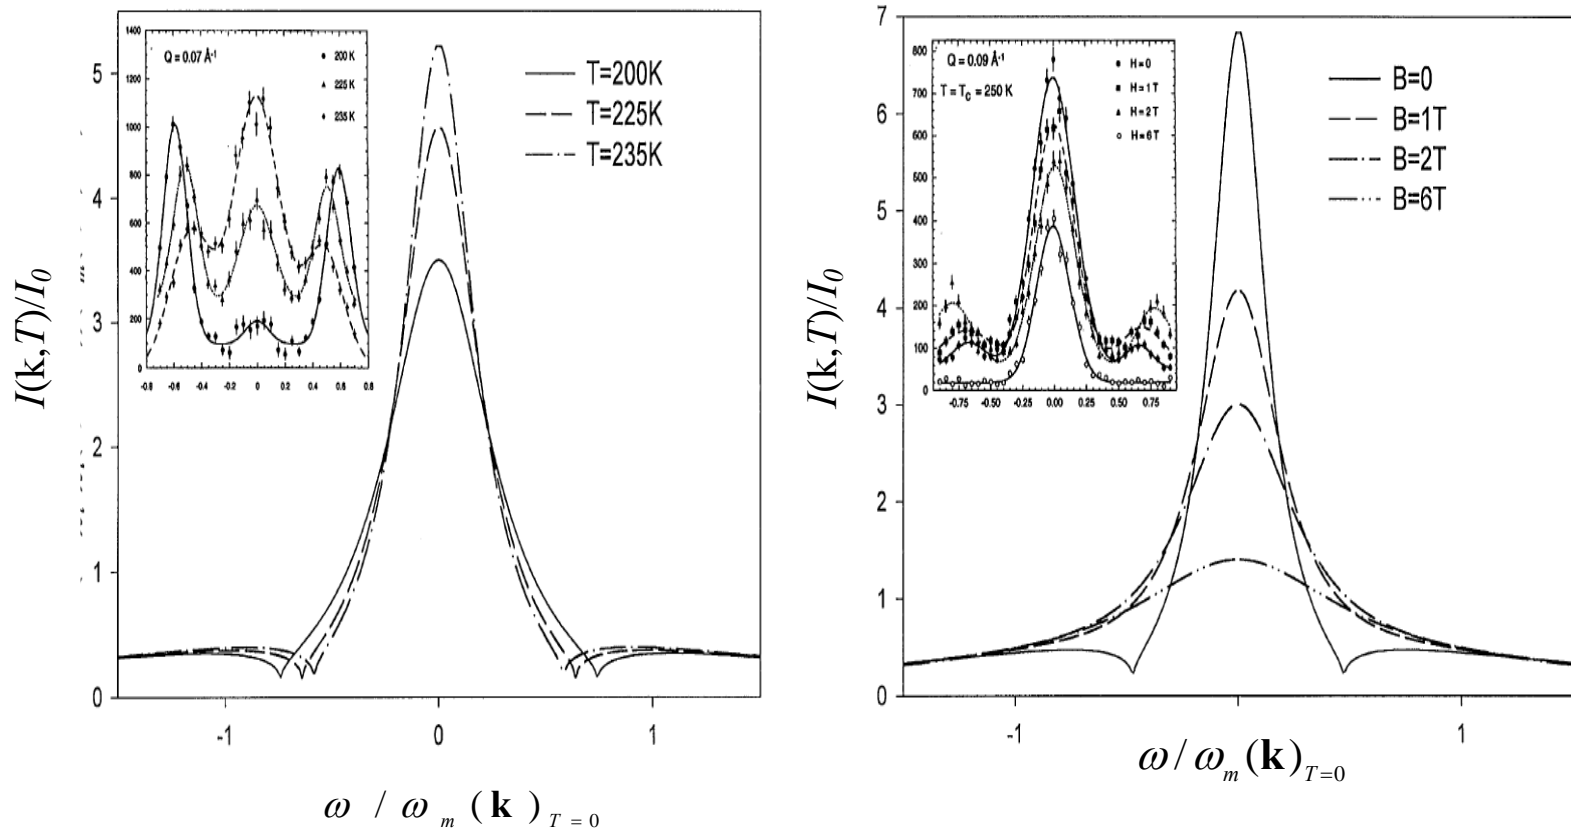 5
4
3
2
1
0
-1
0
1
I(k,T)/I0
ω / ω m ( k ) T = 0
T=200K
T=225K
T=235K
1400
1200
1000
800
600
400
200
0
-0.8
-0.6
-0.4
-0.2
0
0.2
0.4
0.6
0.8
Q = 0.07 Å-1
200 K
225 K
235 K
7
6
5
4
3
2
1
0
-1
1
I(k,T)/I0
ω / ωm (k)T=0
B=0
B=1T
B=2T
B=6T
800
700
600
500
400
300
200
100
0
-0.75
-0.50
-0.25
0.00
0.25
0.50
0.75
Q = 0.09 Å-1
T = TC = 250 K
H=0
H=1T
H=2T
H=6T